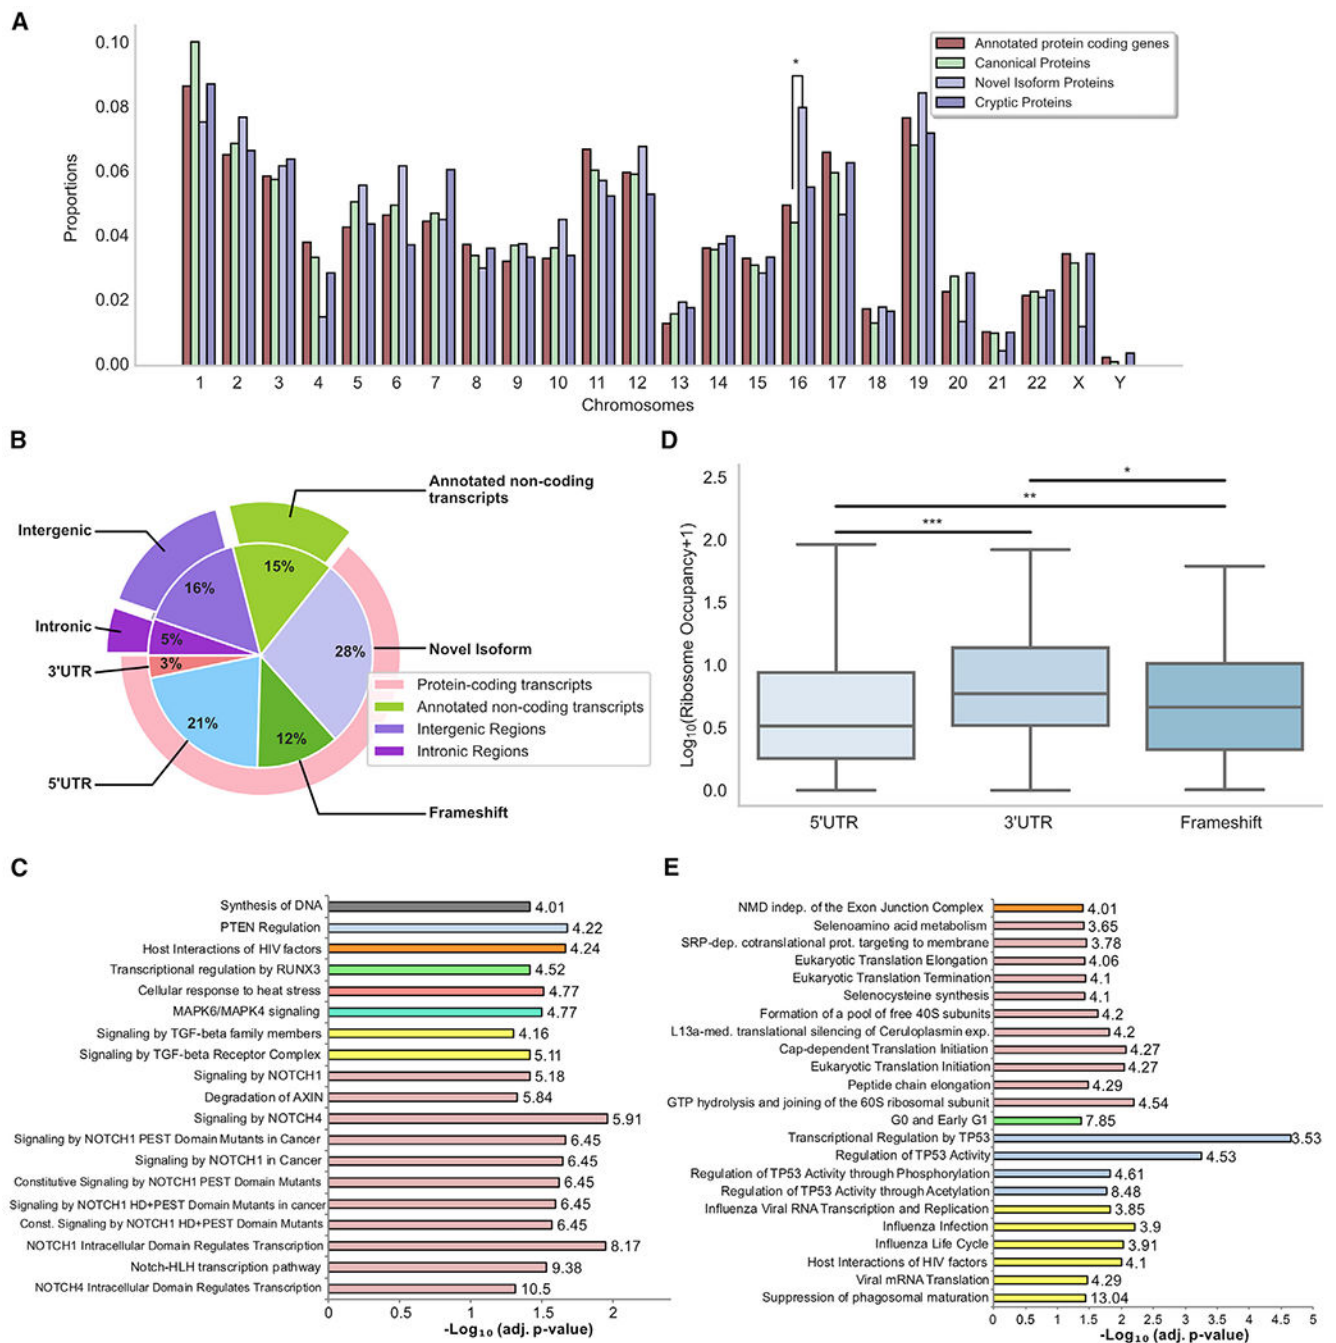 A
Annotated protein coding genes
Canonical Proteins
Novel Isoform Proteins
Cryptic Proteins
*
Proportions
0.10
0.08
0.06
0.04
0.02
0.00
1 2 3 4 5 6 7 8 9 10 11 12 13 14 15 16 17 18 19 20 21 22 X Y
Chromosomes
B
Annotated non-coding
transcripts
Intergenic
Intronic
3'UTR
5'UTR
Novel Isoform
Frameshift
15%
16%
5%
3%
21%
12%
28%
Protein-coding transcripts
Annotated non-coding transcripts
Intergenic Regions
Intronic Regions
D
Log10(Ribosome Occupancy+1)
2.5
2.0
1.5
1.0
0.5
0.0
*
**
***
5'UTR 3'UTR Frameshift
C
Synthesis of DNA 4.01
PTEN Regulation 4.22
Host Interactions of HIV factors 4.24
Transcriptional regulation by RUNX3 4.52
Cellular response to heat stress 4.77
MAPK6/MAPK4 signaling 4.77
Signaling by TGF-beta family members 4.16
Signaling by TGF-beta Receptor Complex 5.11
Signaling by NOTCH1 5.18
Degradation of AXIN 5.84
Signaling by NOTCH4 5.91
Signaling by NOTCH1 PEST Domain Mutants in Cancer 6.45
Signaling by NOTCH1 in Cancer 6.45
Constitutive Signaling by NOTCH1 PEST Domain Mutants 6.45
Signaling by NOTCH1 HD+PEST Domain Mutants in cancer 6.45
Const. Signaling by NOTCH1 HD+PEST Domain Mutants 6.45
NOTCH1 Intracellular Domain Regulates Transcription 8.17
Notch-HLH transcription pathway 9.38
NOTCH4 Intracellular Domain Regulates Transcription 10.5
0 0.5 1 1.5 2
-Log10 (adj. p-value)
E
NMD indep. of the Exon Junction Complex 4.01
Selenoamino acid metabolism 3.65
SRP-dep. cotranslational prot. targeting to membrane 3.78
Eukaryotic Translation Elongation 4.06
Eukaryotic Translation Termination 4.1
Selenocysteine synthesis 4.1
Formation of a pool of free 40S subunits 4.2
L13a-med. translational silencing of Ceruloplasmin exp. 4.2
Cap-dependent Translation Initiation 4.27
Eukaryotic Translation Initiation 4.27
Peptide chain elongation 4.29
GTP hydrolysis and joining of the 60S ribosomal subunit 4.54
G0 and Early G1 7.85
Transcriptional Regulation by TP53 3.53
Regulation of TP53 Activity 4.53
Regulation of TP53 Activity through Phosphorylation 4.61
Regulation of TP53 Activity through Acetylation 8.48
Influenza Viral RNA Transcription and Replication 3.85
Influenza Infection 3.9
Influenza Life Cycle 3.91
Host Interactions of HIV factors 4.1
Viral mRNA Translation 4.29
Suppression of phagosomal maturation 13.04
0 0.5 1 1.5 2 2.5 3 3.5 4 4.5 5
-Log10 (adj. p-value)